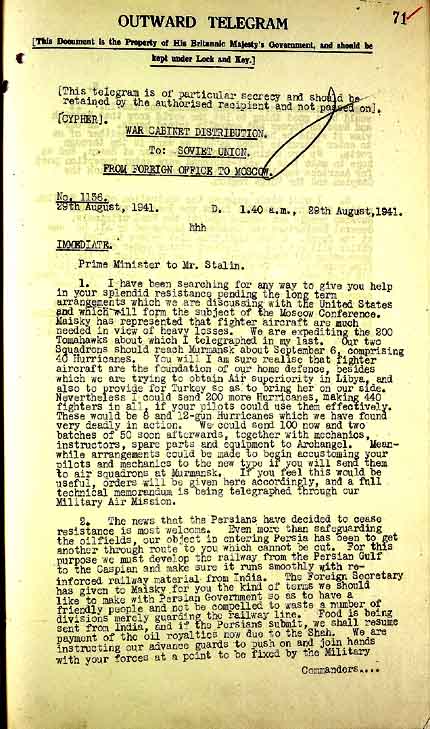 71
OUTWARD TELEGRAM
[This Document is the Property of His Britannic Majesty's Government, and should be
kept under Lock and Key.]
[This telegram is of particular secrecy and should be
retained by the authorised recipient and not passed on].
[CYPHER].
WAR CABINET DISTRIBUTION.
To: SOVIET UNION.
FROM FOREIGN OFFICE TO MOSCOW.
No. 1136.
29th August, 1941. D. 1.40 a.m., 29th August,1941.
hhh
IMMEDIATE.
Prime Minister to Mr. Stalin.
1. I have been searching for any way to give you help
in your splendid resistance pending the long term
arrangements which we are discussing with the United States
and which will form the subject of the Moscow Conference.
Maisky has represented that fighter aircraft are much
needed in view of heavy losses. We are expediting the 200
Tomahawks about which I telegraphed in my last. Our two
Squadrons should reach Murmansk about September 6, comprising
40 Hurricanes. You will I am sure realise that fighter
aircraft are the foundation of our home defence, besides
which we are trying to obtain Air superiority in Libya, and
also to provide for Turkey so as to bring her on our side.
Nevertheless I could send 200 more Hurricanes, making 440
fighters in all, if your pilots could use them effectively.
These would be 8 and 12-gun Hurricanes which we have found
very deadly in action. We could send 100 now and two
batches of 50 soon afterwards, together with mechanics,
instructors, spare parts and equipment to Archangel. Mean-
while arrangements could be made to begin accustoming your
pilots and mechanics to the new type if you will send them
to air squadrons at Murmansk. If you feel this would be
useful, orders will be given here accordingly, and a full
technical memorandum is being telegraphed through our
Military Air Mission.
2. The news that the Persians have decided to cease
resistance is most welcome. Even more than safeguarding
the oilfields, our object in entering Persia has been to get
another through route to you which cannot be cut. For this
purpose we must develop the railway from the Persian Gulf
to the Caspian and make sure it runs smoothly with re-
inforced railway material from India. The Foreign Secretary
has given to Maisky for you the kind of terms we should
like to make with Persian Government so as to have a
friendly people and not be compelled to waste a number of
divisions merely guarding the railway line. Food is being
sent from India, and if the Persians submit, we shall resume
payment of the oil royalties now due to the Shah. We are
instructing our advance guards to push on and join hands
with your forces at a point to be fixed by the Military
Commanders....